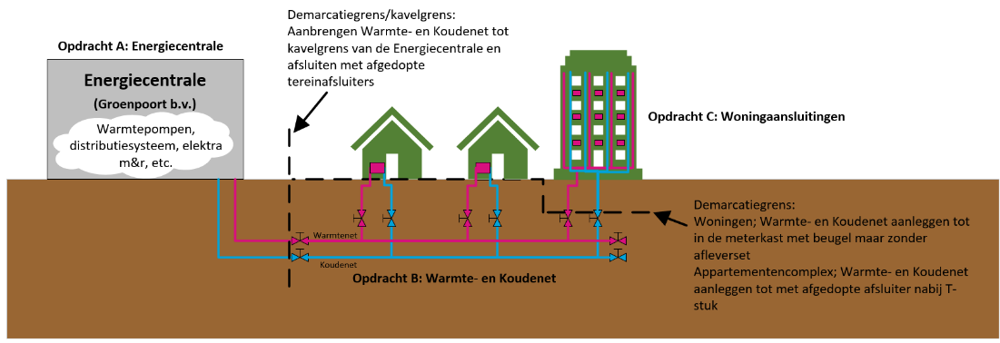 Opdracht A: Energiecentrale
Energiecentrale
(Groenpoort b.v.)
Warmtepompen,
distributiesysteem, elektra
m&r, etc.
Demarcatiegrens/kavelgrens:
Aanbrengen Warmte- en Koudenet tot
kavelgrens van de Energiecentrale en
afsluiten met afgedopte
tereinafsluiters
Opdracht C: Woningaansluitingen
Demarcatiegrens:
Woningen; Warmte- en Koudenet aanleggen tot
in de meterkast met beugel maar zonder
afleverset
Appartementencomplex; Warmte- en Koudenet
aanleggen tot met afgedopte afsluiter nabij T-
stuk
Warmtenet
Koudenet
Opdracht B: Warmte- en Koudenet